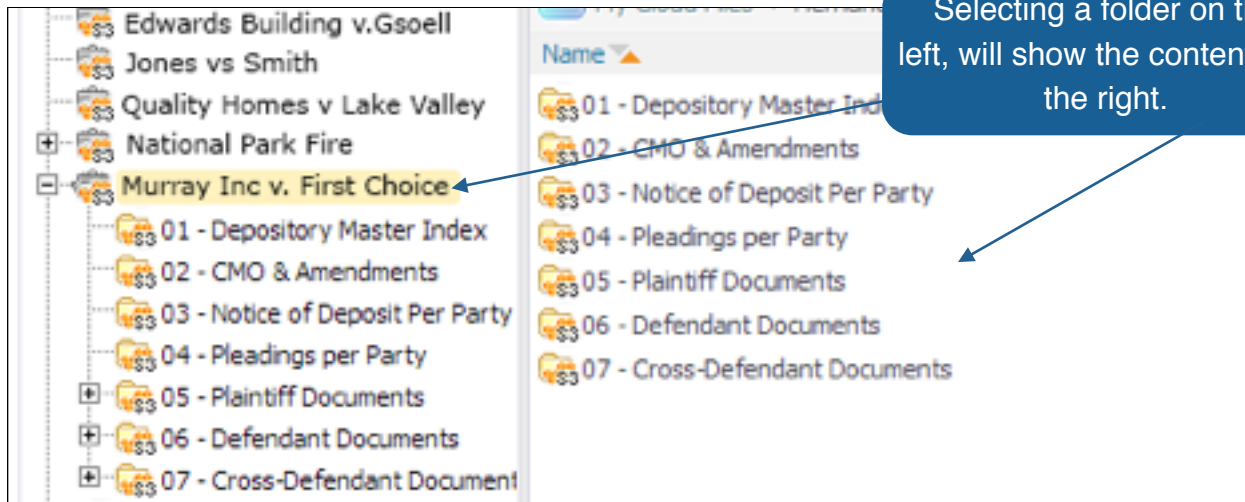 Edwards Building v.Gsoell
Jones vs Smith
Quality Homes v Lake Valley
National Park Fire
Murray Inc v. First Choice
01 - Depository Master Index
02 - CMO & Amendments
03 - Notice of Deposit Per Party
04 - Pleadings per Party
05 - Plaintiff Documents
06 - Defendant Documents
07 - Cross-Defendant Document
My Cloud Files
Name
01 - Depository Master Ind
02 - CMO & Amendments
03 - Notice of Deposit Per Party
04 - Pleadings per Party
05 - Plaintiff Documents
06 - Defendant Documents
07 - Cross-Defendant Documents
Selecting a folder on t
left, will show the conten
the right.